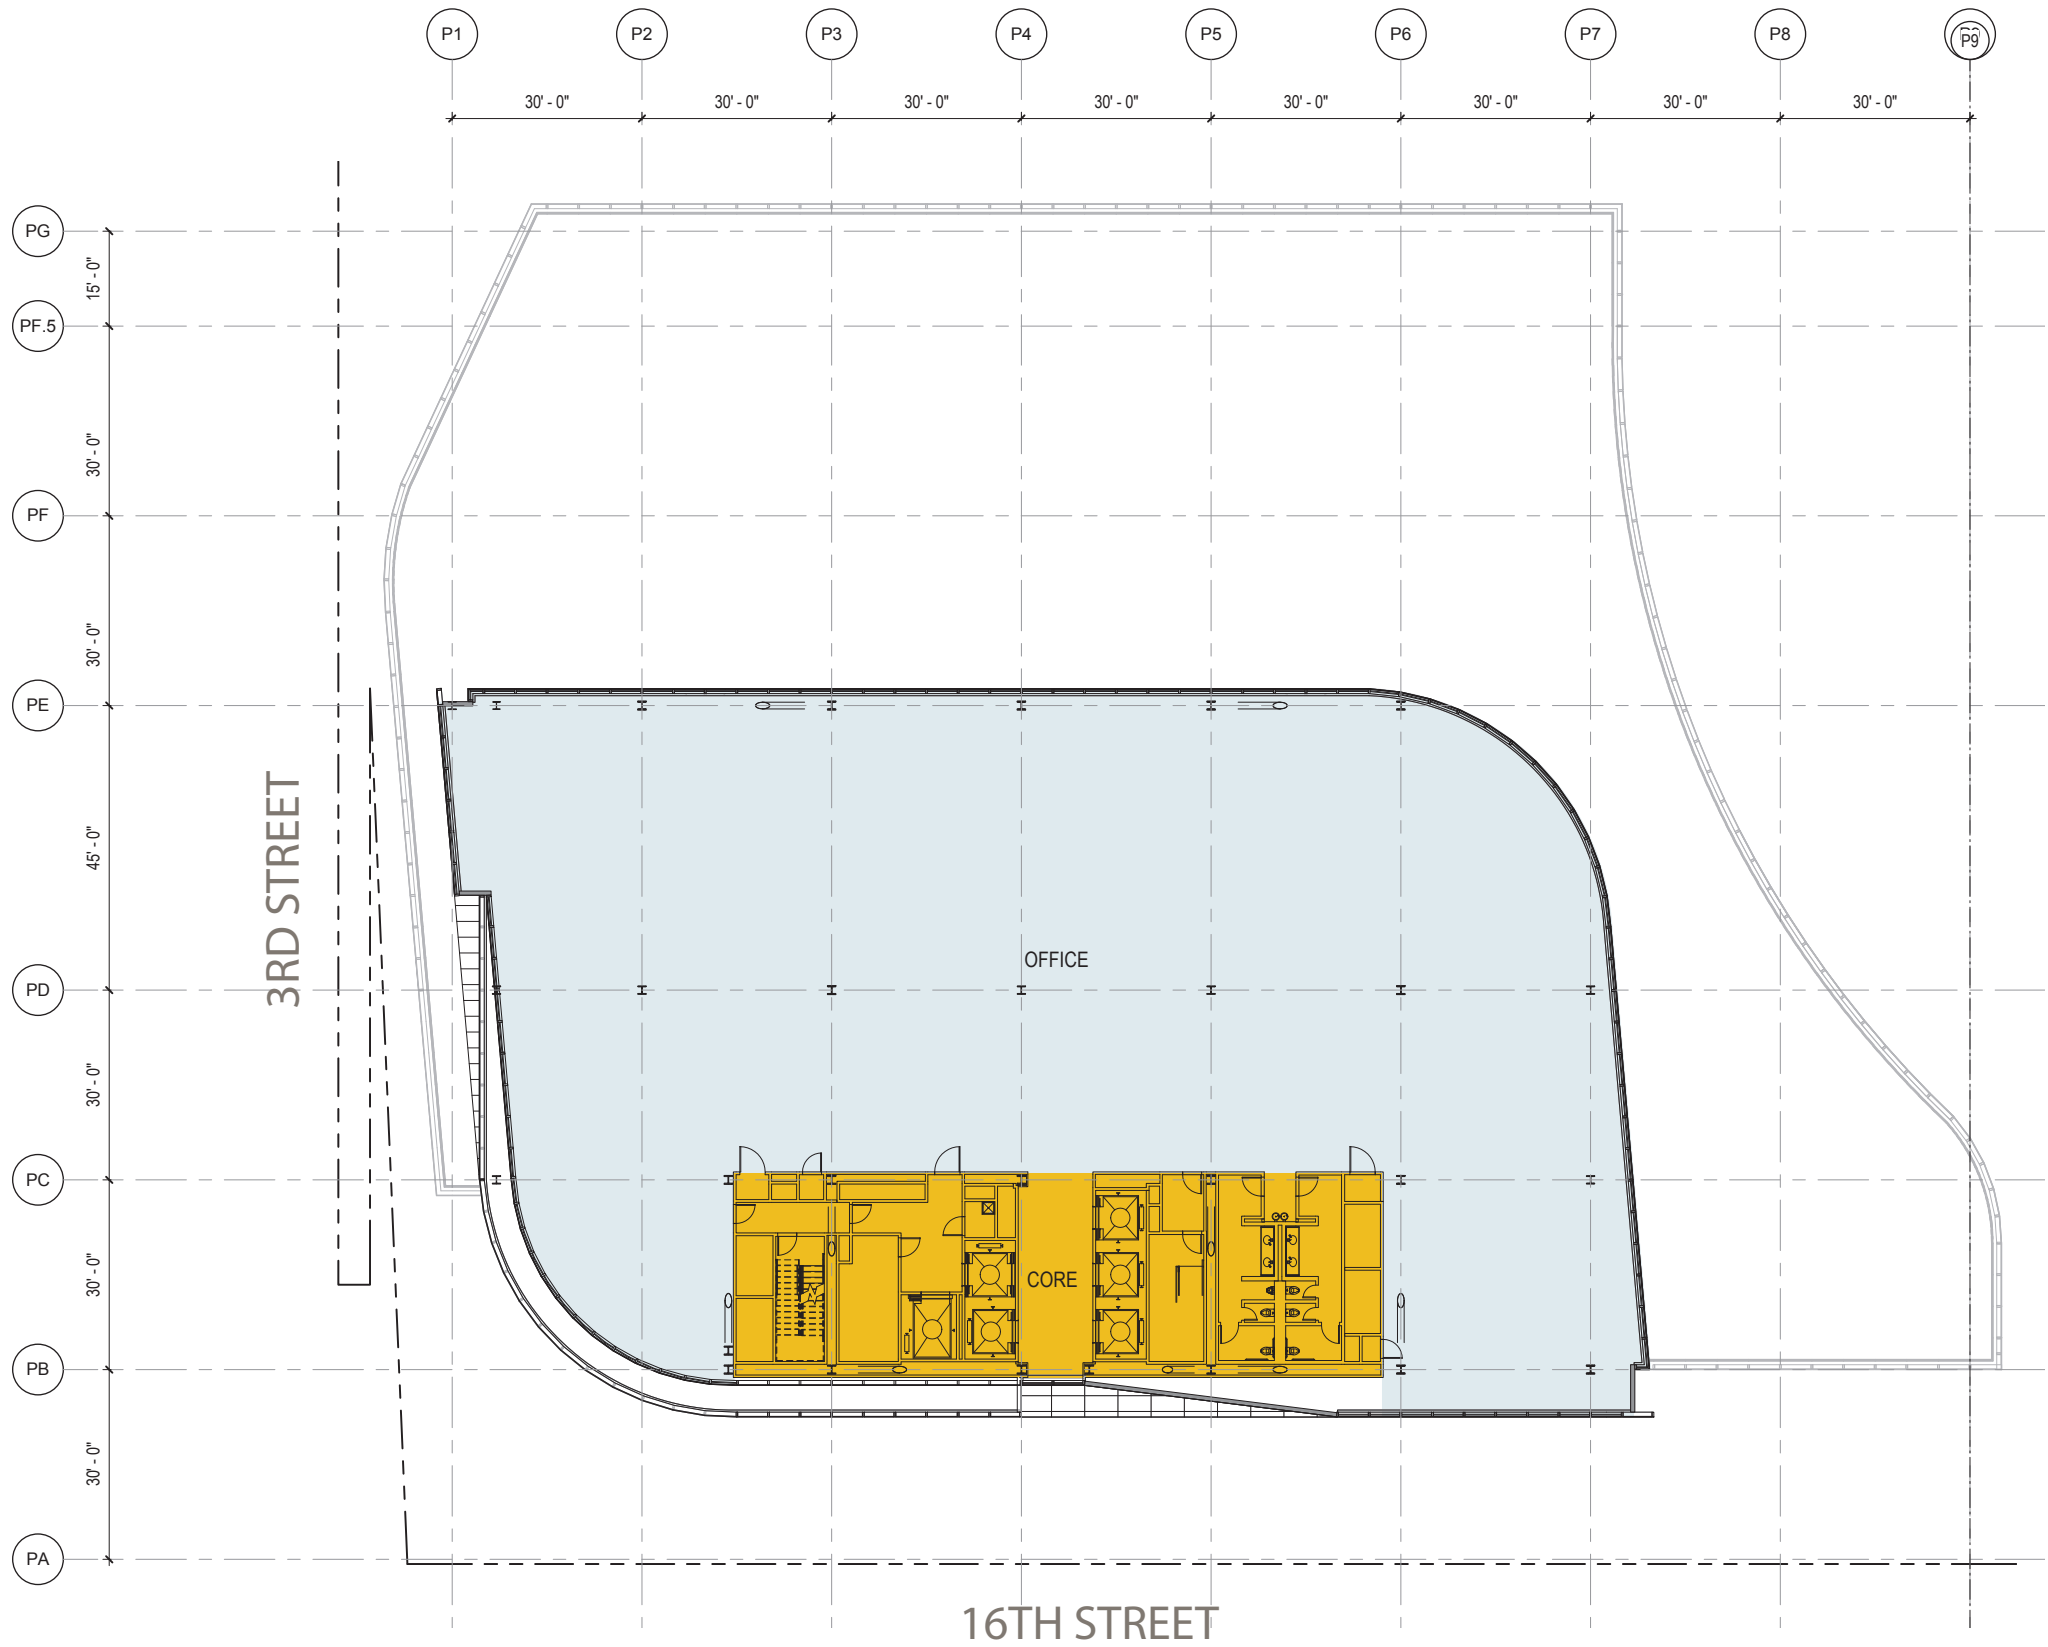 P1 P2 P3 P4 P5 P6 P7 P8 P9
30' - 0" 30' - 0" 30' - 0" 30' - 0" 30' - 0" 30' - 0" 30' - 0" 30' - 0"
PG
15' - 0"
PF.5
30' - 0"
PF
30' - 0"
PE
45' - 0"
3RD STREET
OFFICE
PD
30' - 0"
PC
30' - 0"
CORE
PB
30' - 0"
PA
16TH STREET